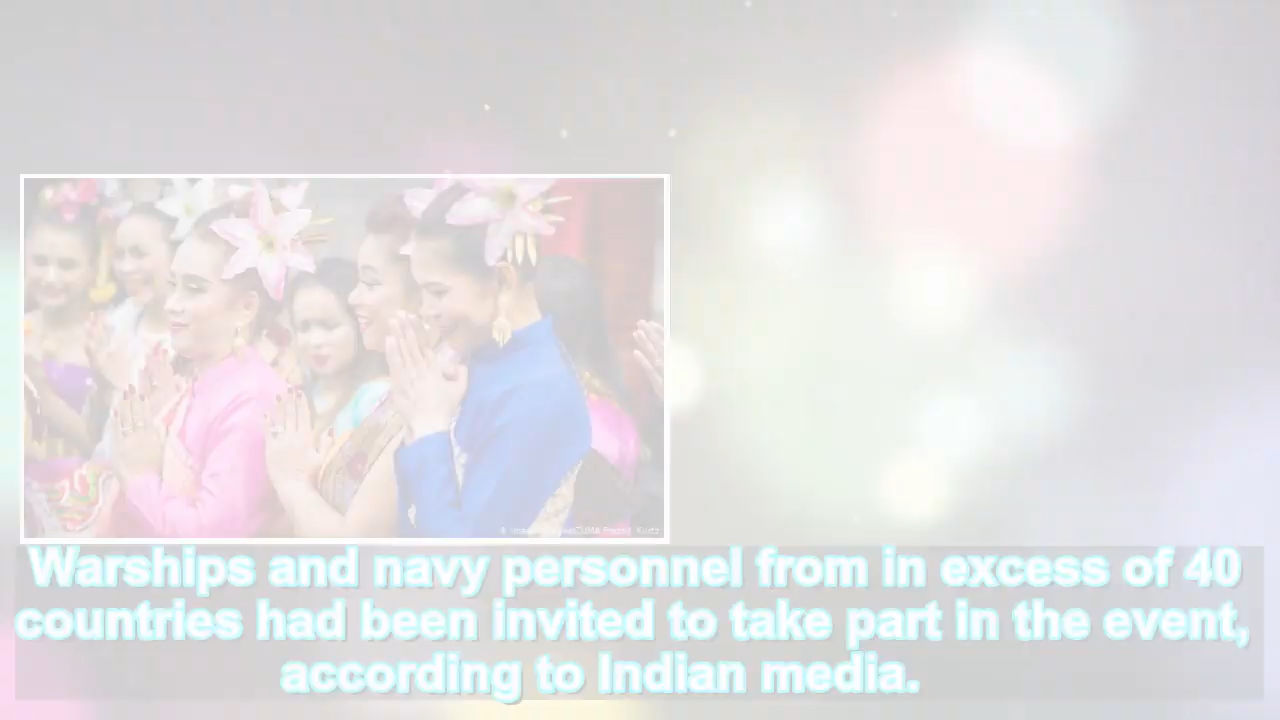 Warships and navy personnel from in excess of 40
countries had been invited to take part in the event,
according to Indian media.